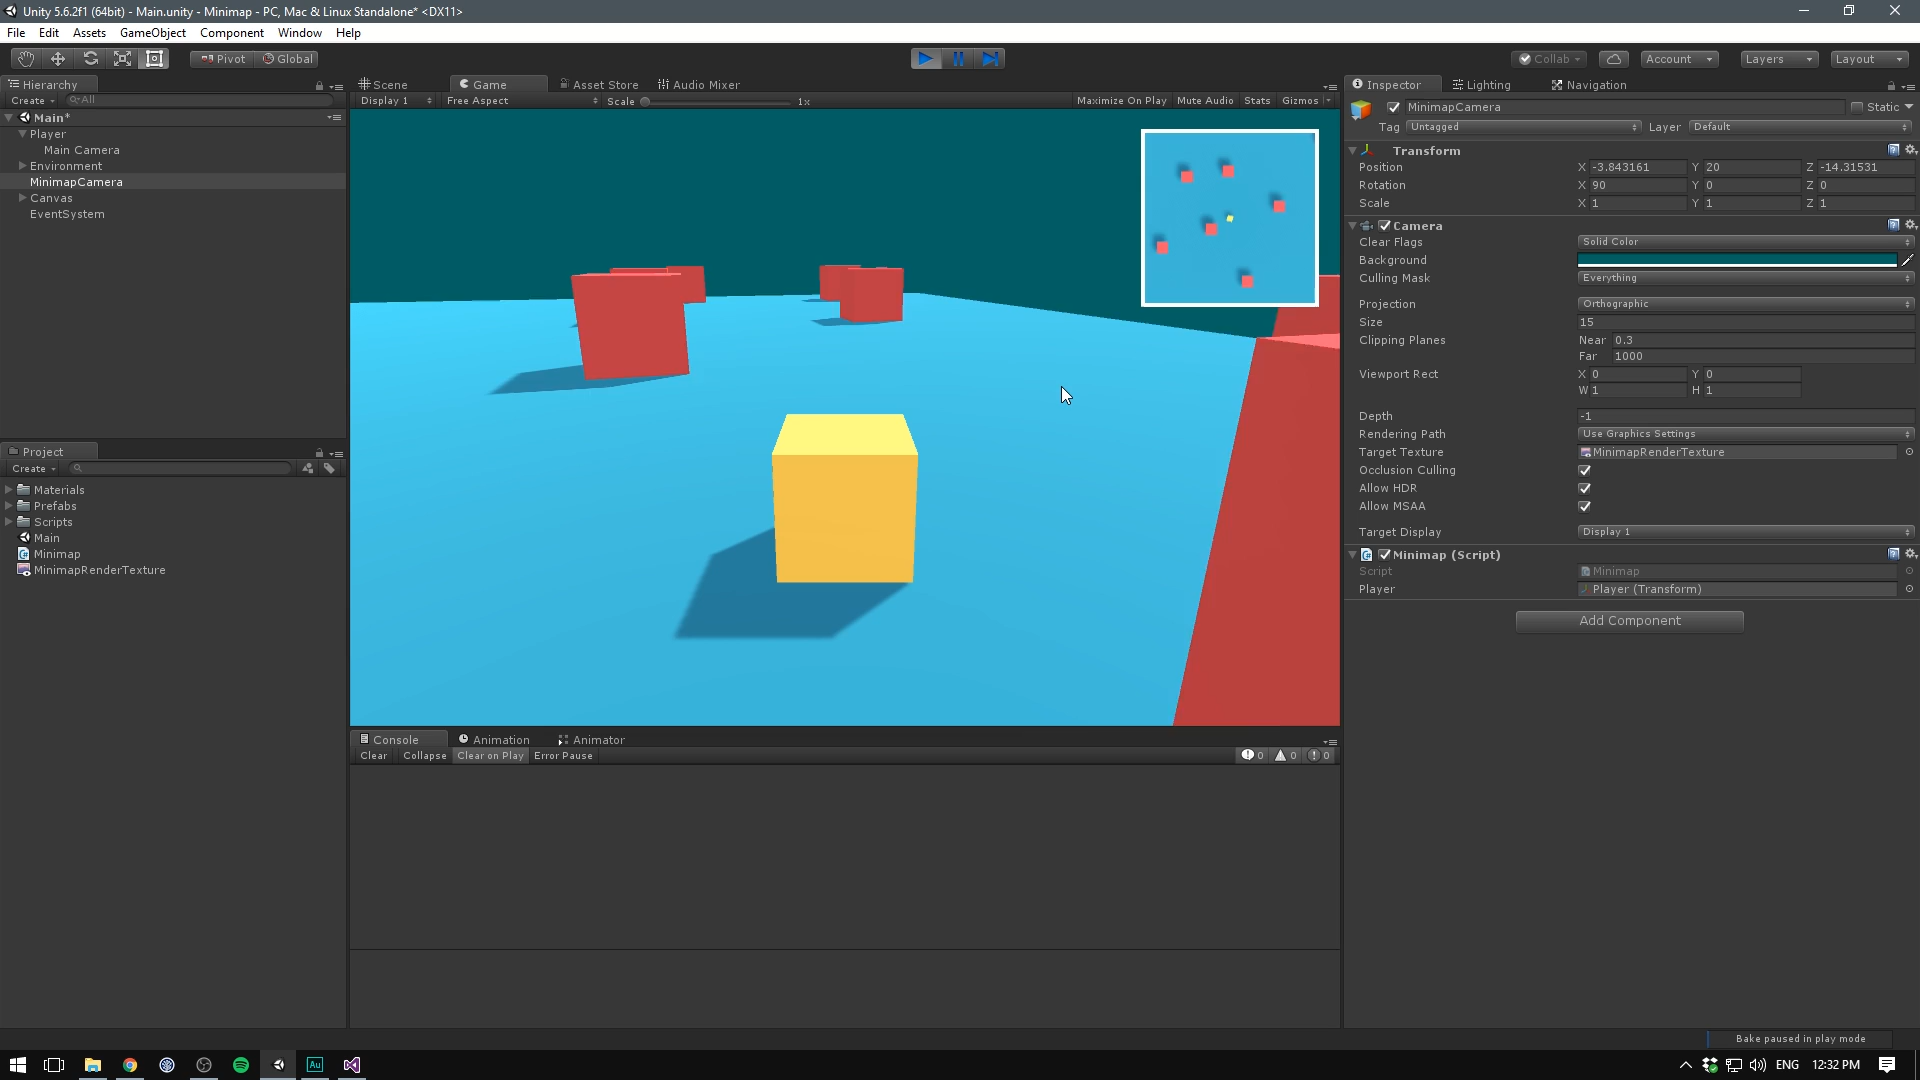 Unity 5.6.2f1 (64bit) - Main.unity - Minimap - PC, Mac & Linux Standalone* <DX11>
File Edit Assets GameObject Component Window Help
Pivot Global Collab Account Layers Layout
Hierarchy
Create All
Main*
Player
Main Camera
Environment
MinimapCamera
Canvas
EventSystem
Project
Create
Materials
Prefabs
Scripts
Main
Minimap
MinimapRenderTexture
Scene Game Asset Store Audio Mixer
Display 1 Free Aspect Scale 1x Maximize On Play Mute Audio Stats Gizmos
Console Animation Animator
Clear Collapse Clear on Play Error Pause 0 0 0
Inspector Lighting Navigation
MinimapCamera Static
Tag Untagged Layer Default
Transform
Position X -3.843161 Y 20 Z -14.31531
Rotation X 90 Y 0 Z 0
Scale X 1 Y 1 Z 1
Camera
Clear Flags Solid Color
Background
Culling Mask Everything
Projection Orthographic
Size 15
Clipping Planes Near 0.3
Far 1000
Viewport Rect X 0 Y 0
W 1 H 1
Depth -1
Rendering Path Use Graphics Settings
Target Texture MinimapRenderTexture
Occlusion Culling
Allow HDR
Allow MSAA
Target Display Display 1
Minimap (Script)
Script Minimap
Player Player (Transform)
Add Component
Bake paused in play mode
Au ENG 12:32 PM